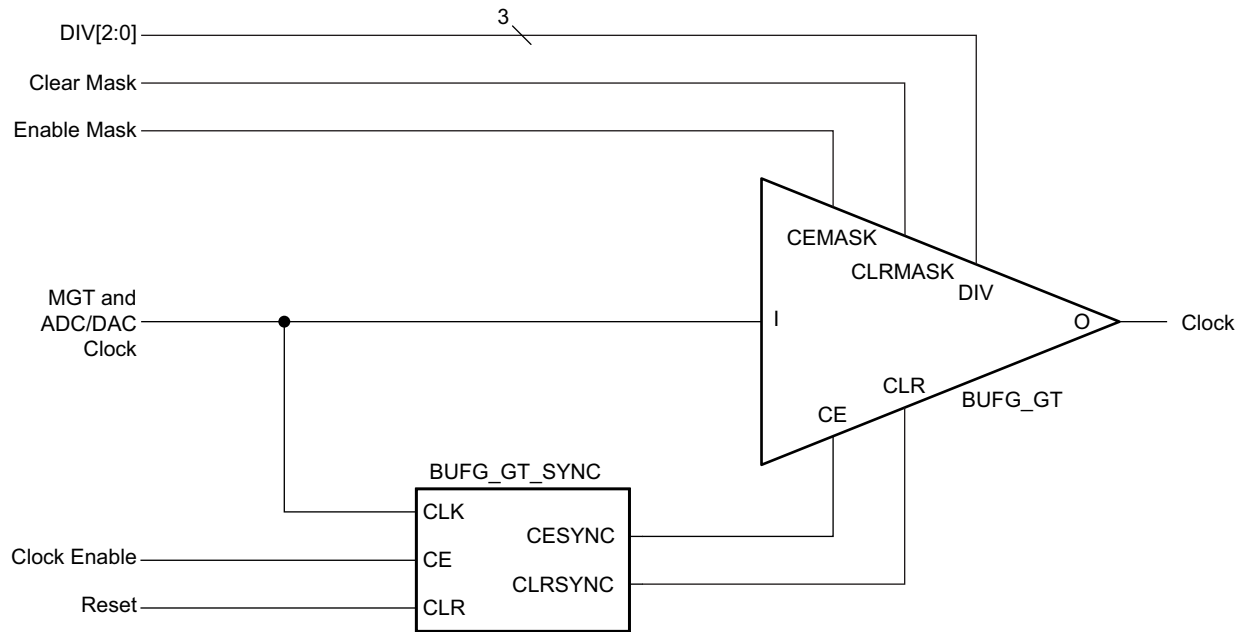 3
DIV[2:0]
Clear Mask
Enable Mask
CEMASK
CLRMASK
DIV
MGT and
ADC/DAC
Clock
I
O
Clock
CLR
BUFG_GT
CE
BUFG_GT_SYNC
CLK
CESYNC
Clock Enable
CE
CLRSYNC
Reset
CLR